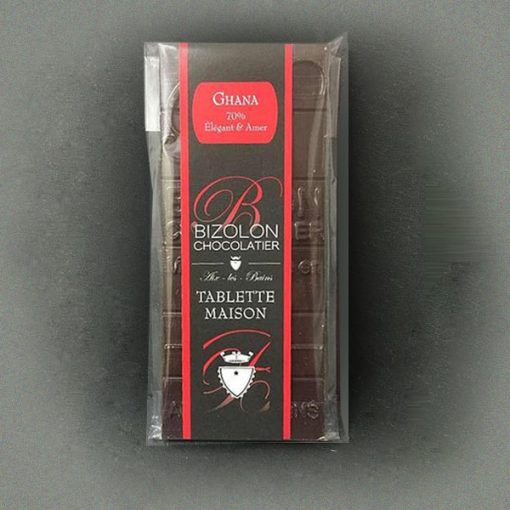 Ghana
70%
Élégant & Amer
B
BIZOLON
CHOCOLATIER
Aix - les - Bains
TABLETTE
MAISON